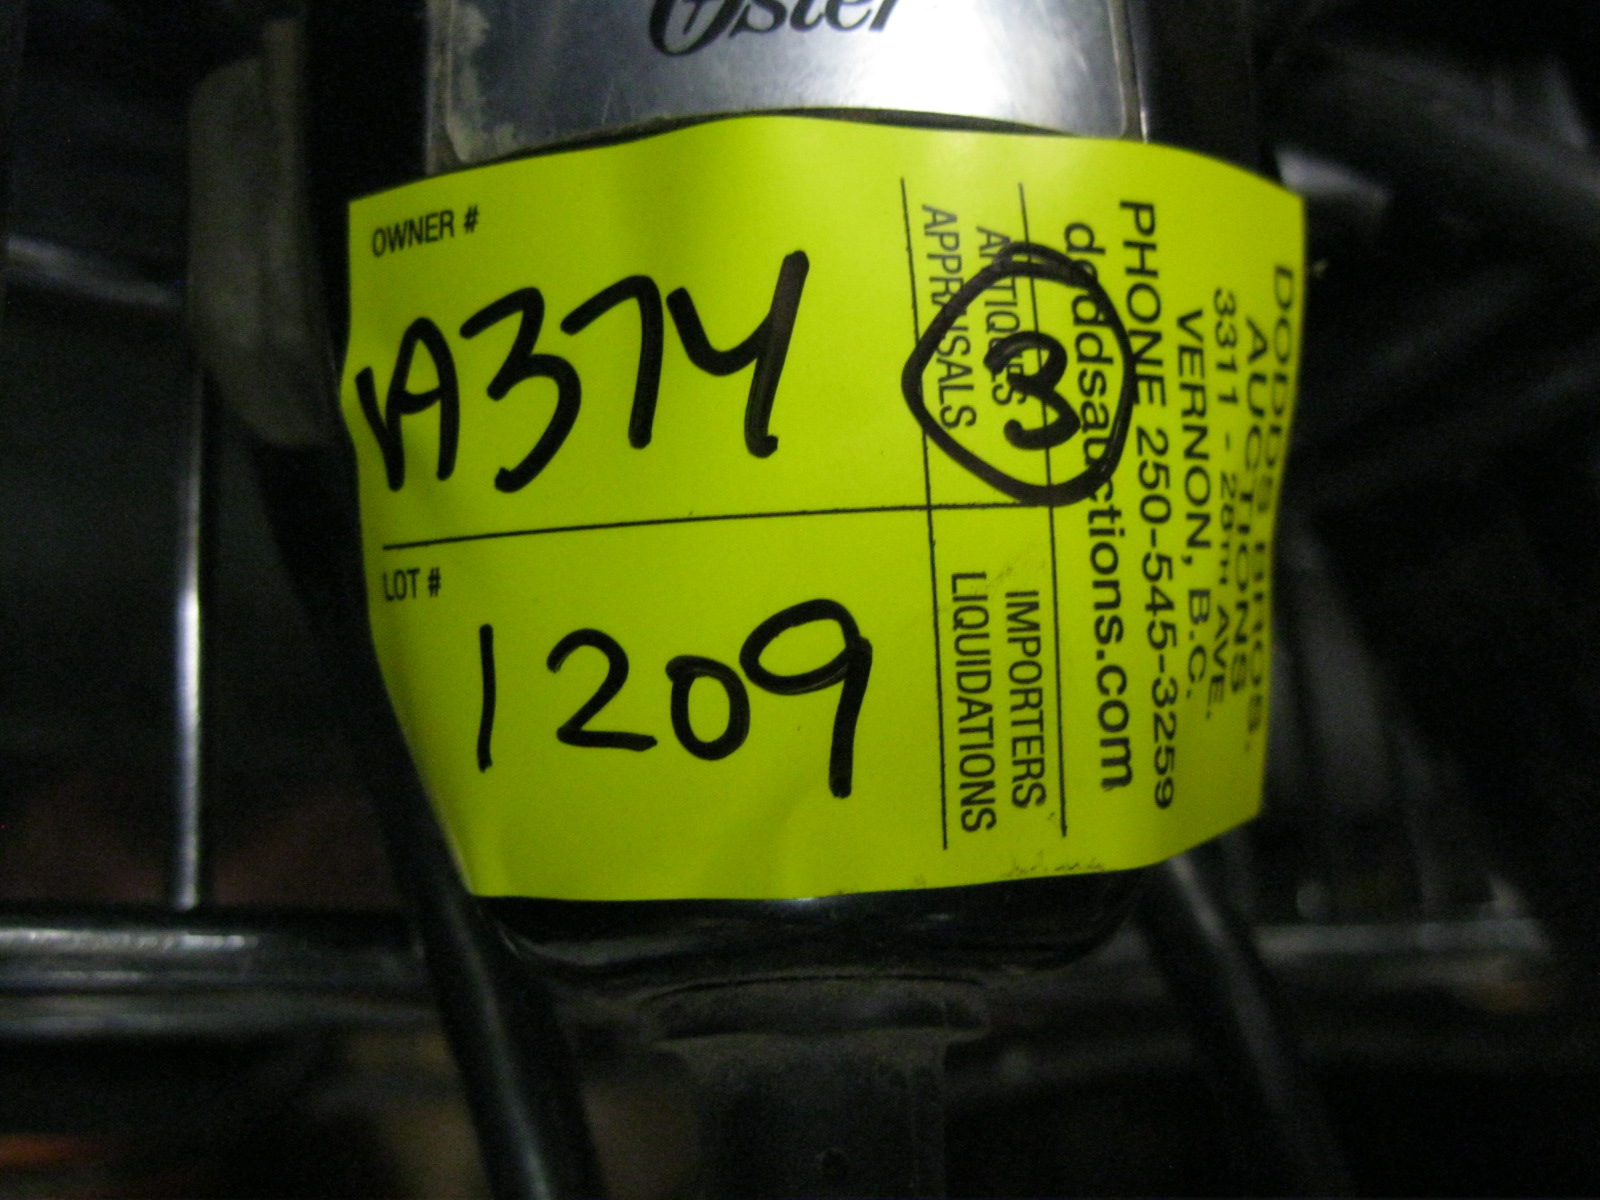 Oster
OWNER #
A374
LOT #
1209
3
DODDS BROS.
AUCTIONS
3311 - 28TH AVE.
VERNON, B.C.
PHONE 250-545-3259
doddsauctions.com
ANTIQUES IMPORTERS
APPRAISALS LIQUIDATIONS